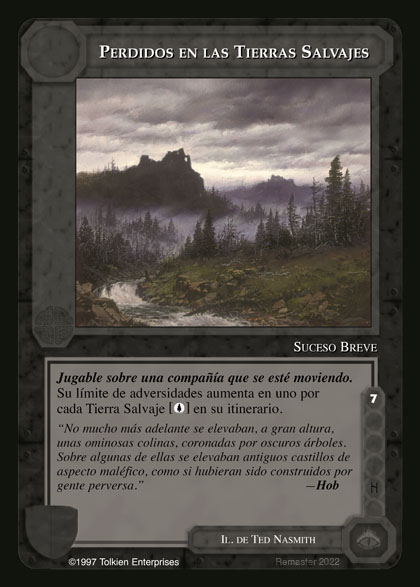 PERDIDOS EN LAS TIERRAS SALVAJES
SUCESO BREVE
Jugable sobre una compañía que se esté moviendo.
Su límite de adversidades aumenta en uno por
cada Tierra Salvaje [] en su itinerario.
7
“No mucho más adelante se elevaban, a gran altura,
unas ominosas colinas, coronadas por oscuros árboles.
Sobre algunas de ellas se elevaban antiguos castillos de
aspecto maléfico, como si hubieran sido construidos por
gente perversa.” –Hob
IL. DE TED NASMITH
©1997 Tolkien Enterprises
Remaster 2022